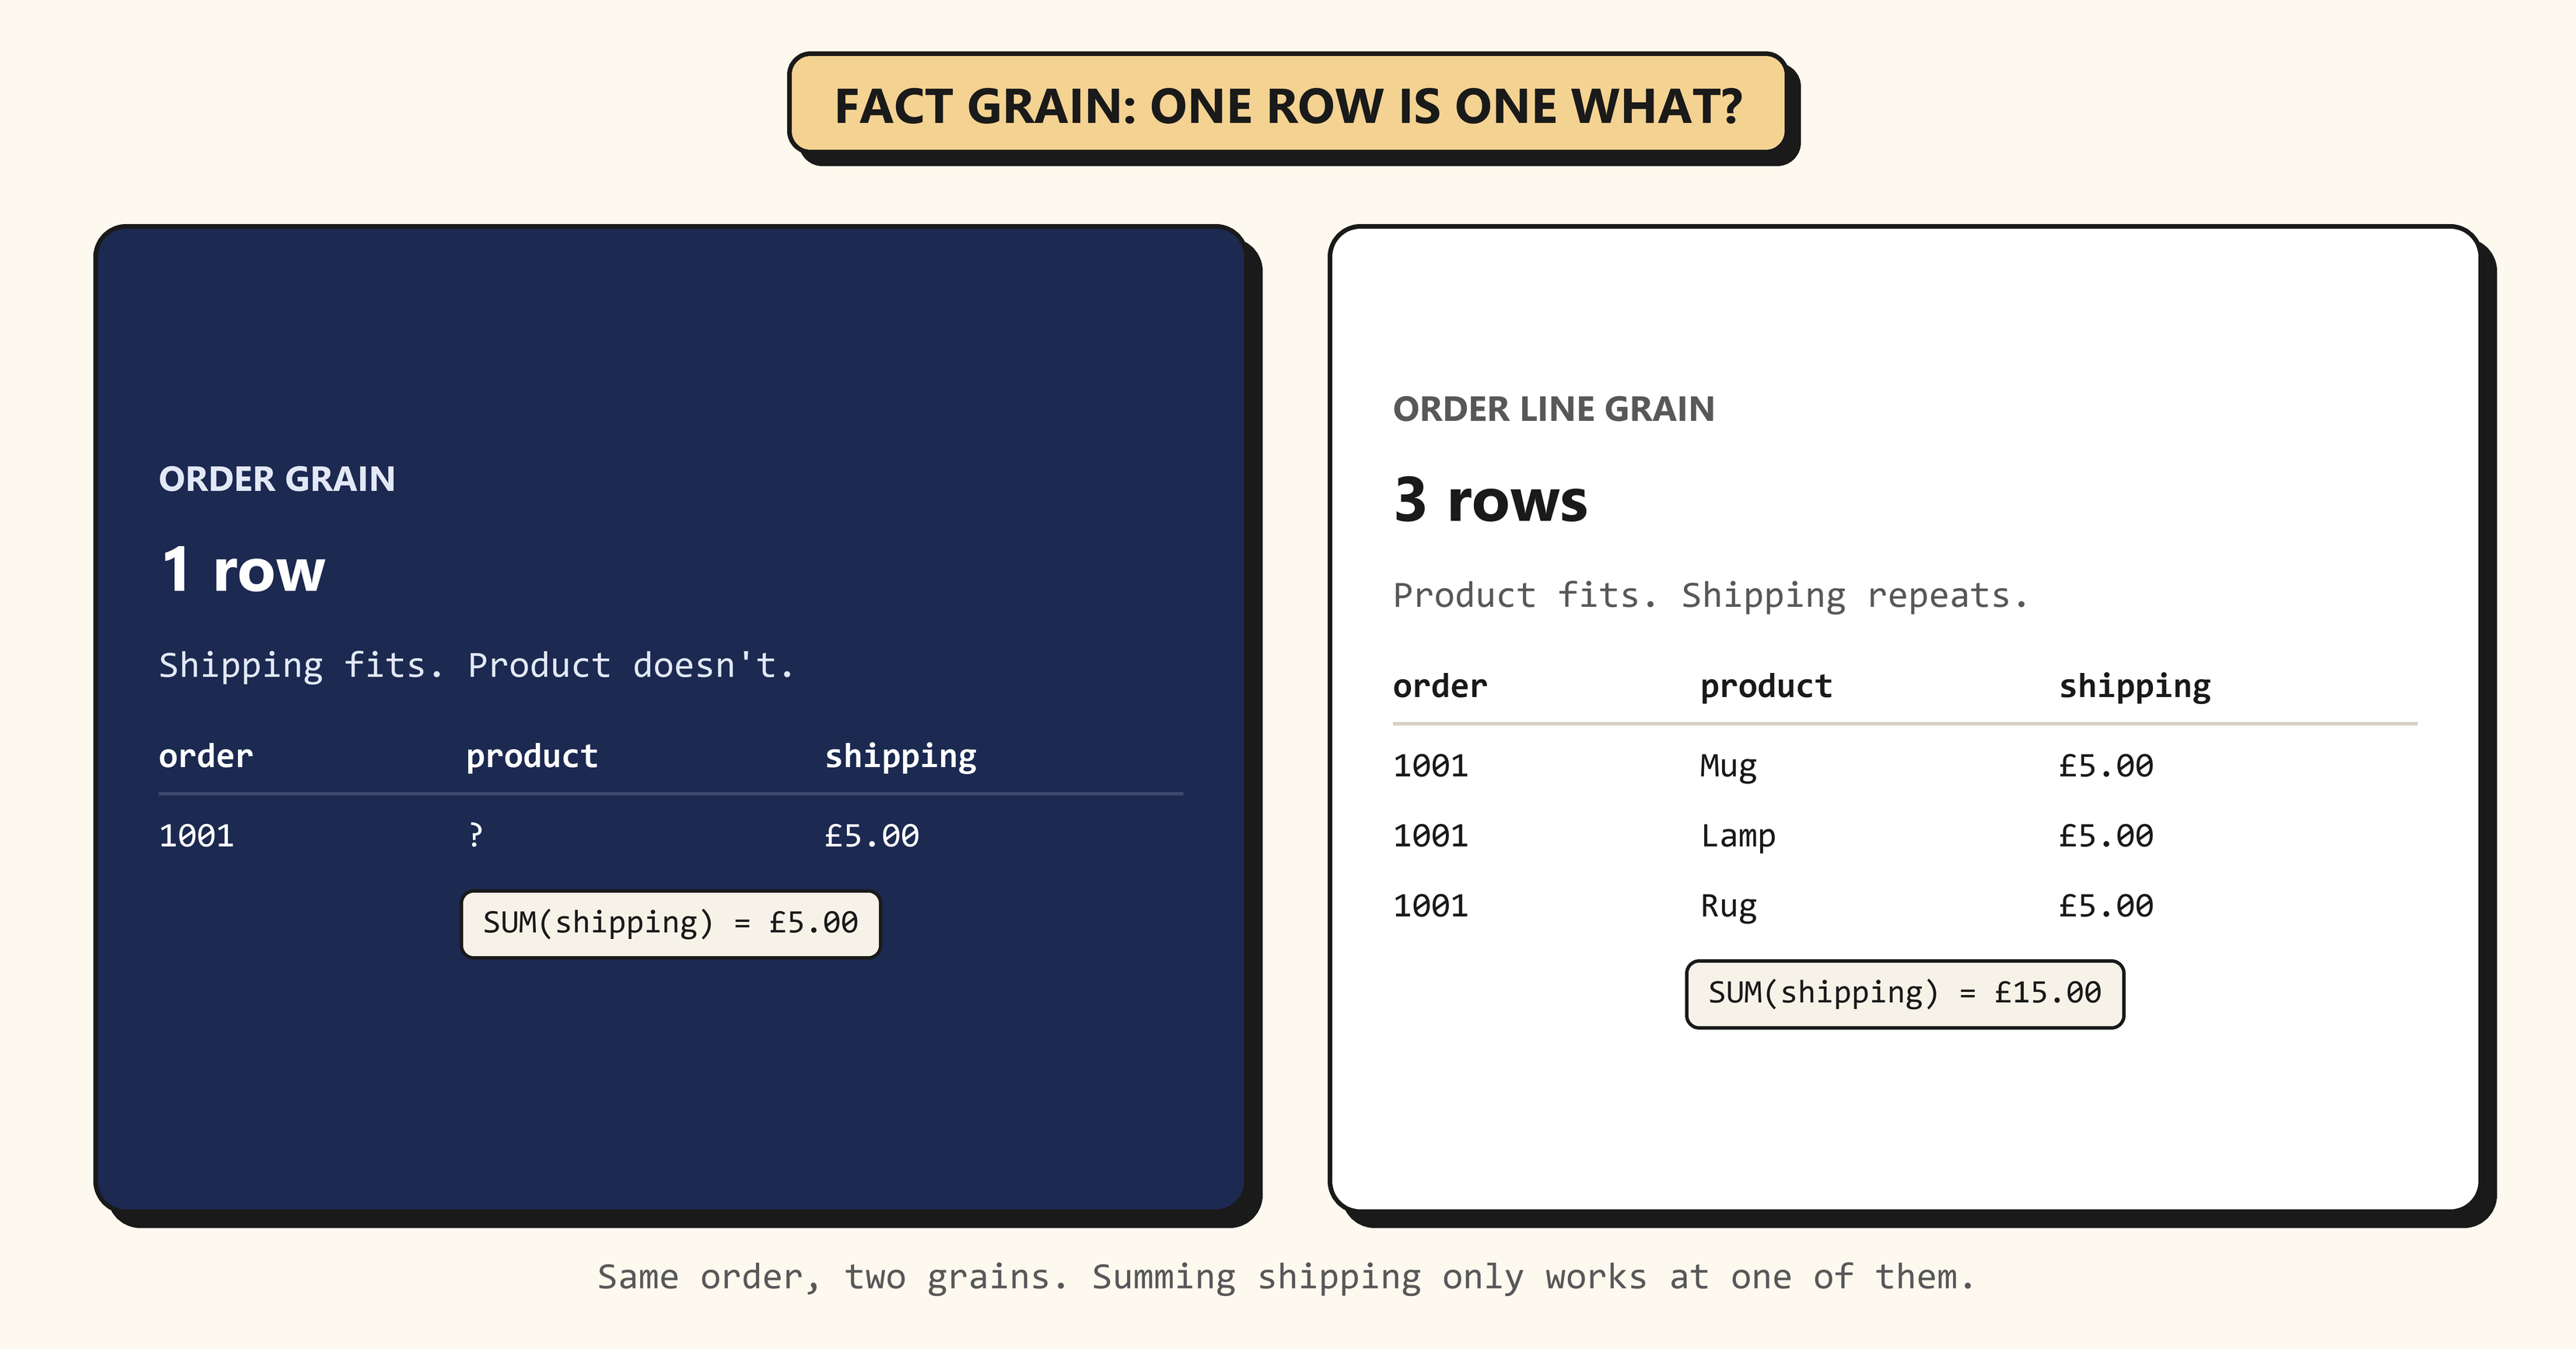 FACT GRAIN: ONE ROW IS ONE WHAT?
ORDER GRAIN
1 row
Shipping fits. Product doesn't.
order product shipping
1001 ? £5.00
SUM(shipping) = £5.00
ORDER LINE GRAIN
3 rows
Product fits. Shipping repeats.
order product shipping
1001 Mug £5.00
1001 Lamp £5.00
1001 Rug £5.00
SUM(shipping) = £15.00
Same order, two grains. Summing shipping only works at one of them.